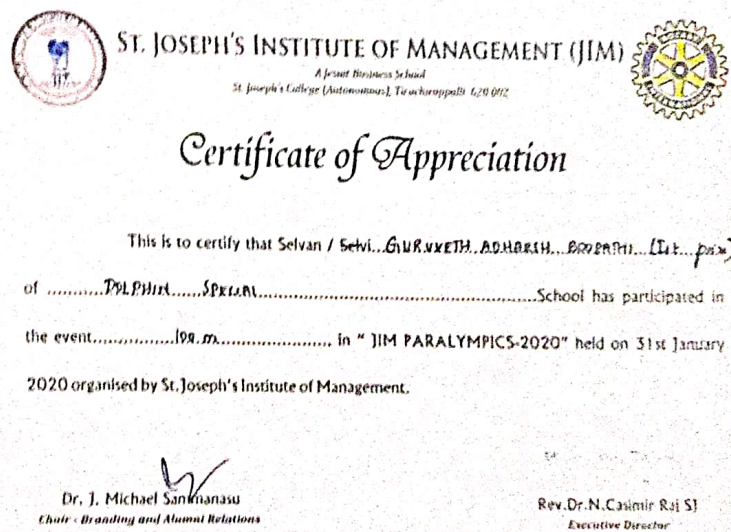 ST. JOSEPH'S INSTITUTE OF MANAGEMENT (JIM)
A Jesuit Business School
St. Joseph's College (Autonomous), Tiruchirappalli 620 002
Certificate of Appreciation
This is to certify that Selvan / Selvi...
of ..........DOLPHIN......SPECIAL..........School has participated in
the event...............100.m..................... in " JIM PARALYMPICS-2020" held on 31st January
2020 organised by St.Joseph's Institute of Management.
Dr. J. Michael Sammanasu
Chair - Branding and Alumni Relations
Rev.Dr.N.Casimir Raj SJ
Executive Director